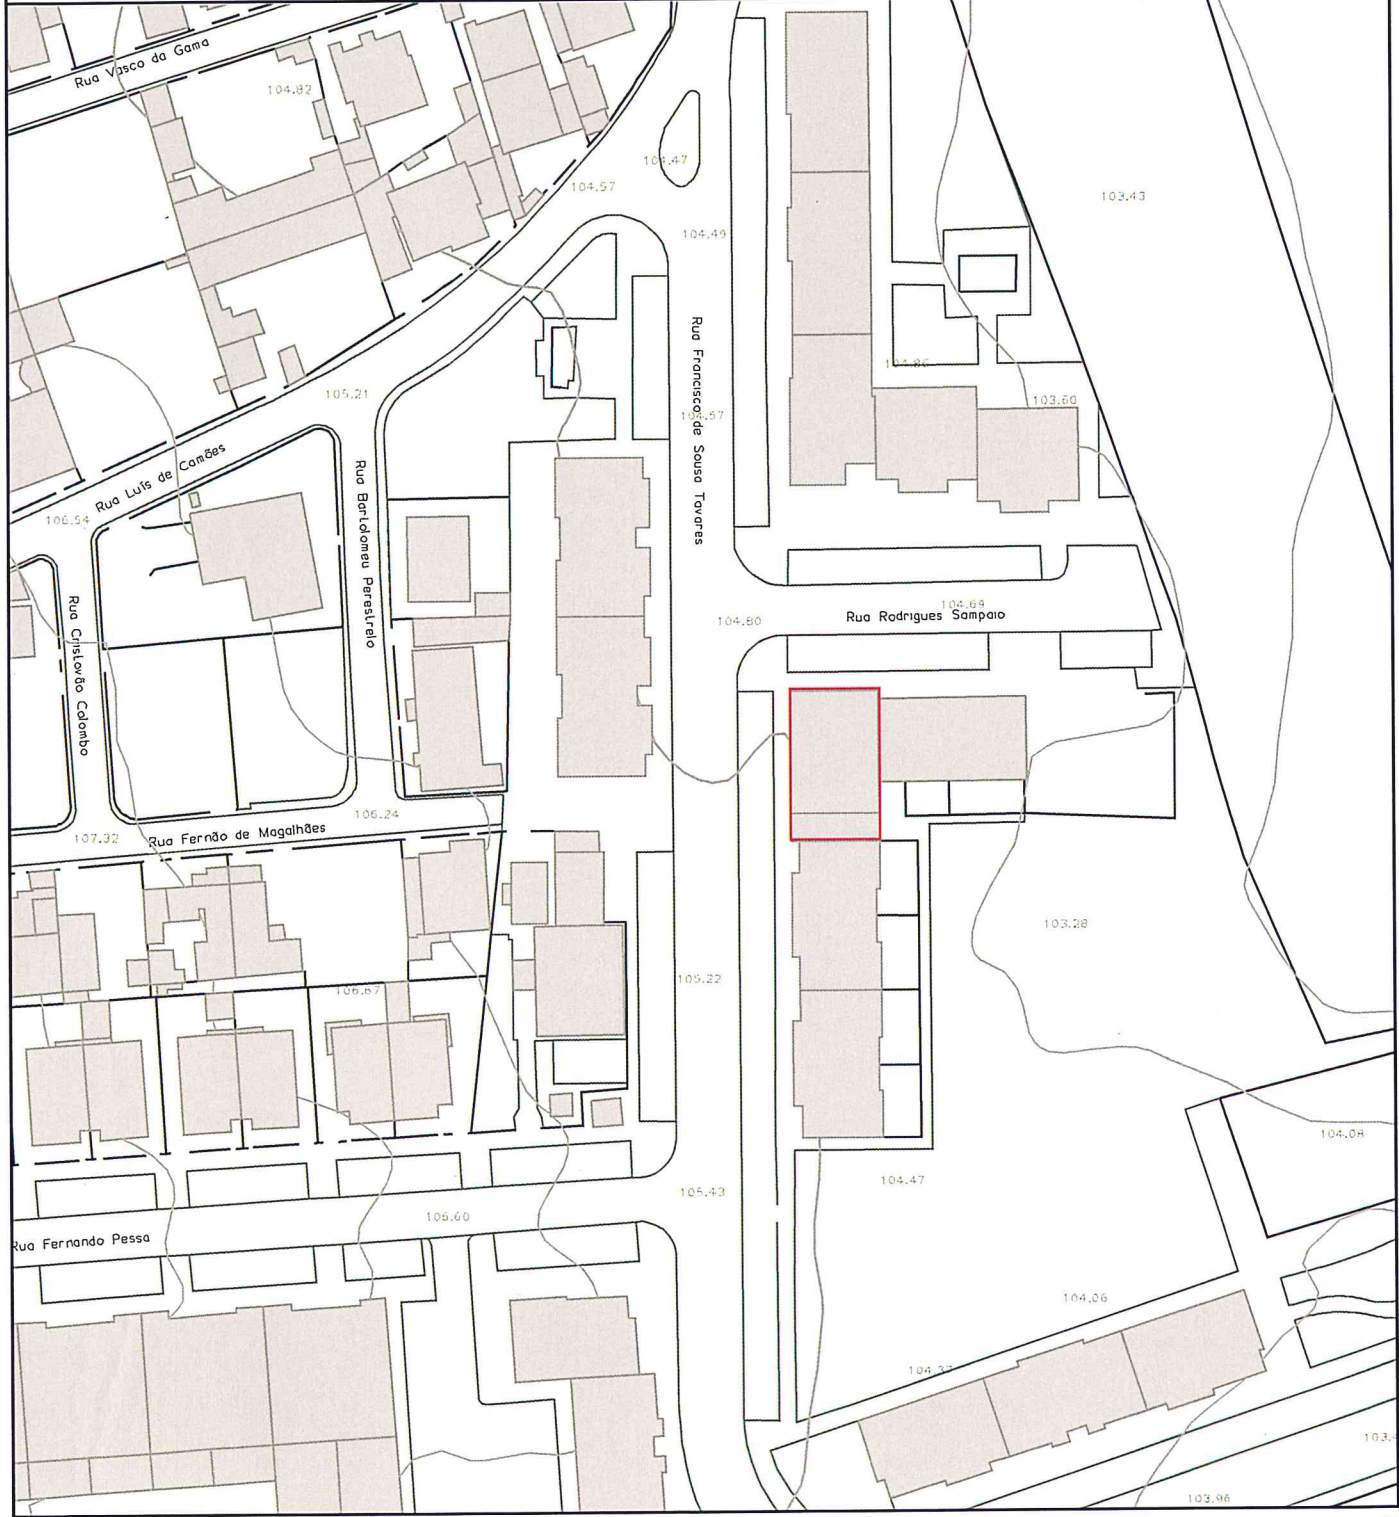 Rua Vasco da Gama
104.82
104.47
104.57
103.43
104.49
Rua Francisco de Sousa Tavares
104.86
105.21
103.60
104.57
Rua Luís de Camões
Rua Bartolomeu Perestrelo
106.54
Rua Cristovão Colombo
104.69
Rua Rodrigues Sampaio
104.80
106.24
Rua Fernão de Magalhães
107.32
103.28
105.22
106.67
104.08
104.47
105.43
106.60
Rua Fernando Pessa
104.06
103.96